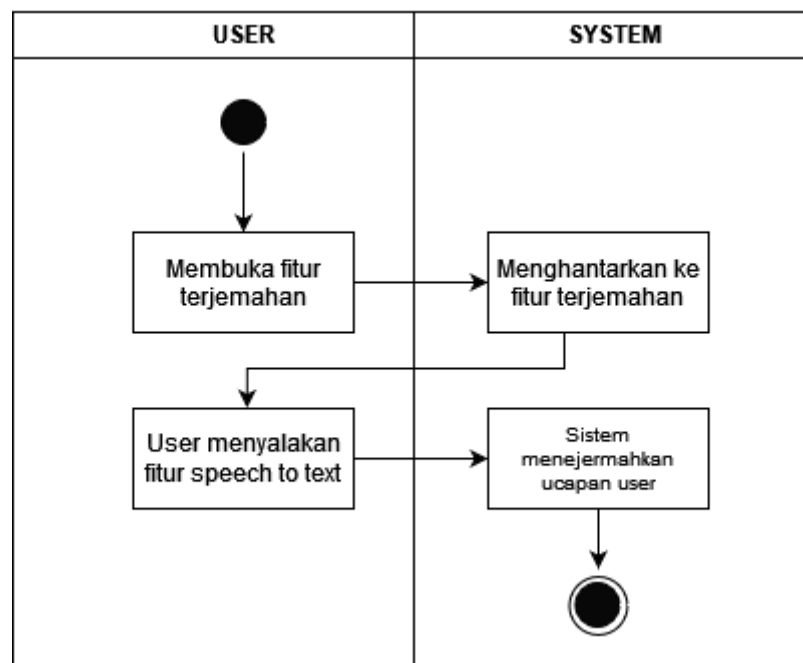 USER
SYSTEM
Membuka fitur
terjemahan
Menghantarkan ke
fitur terjemahan
User menyalakan
fitur speech to text
Sistem
menejermahkan
ucapan user